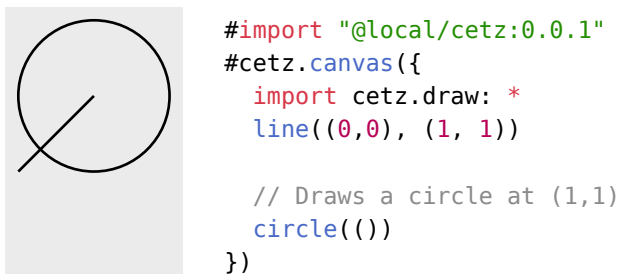 #import "@local/cetz:0.0.1"
#cetz.canvas({
  import cetz.draw: *
  line((0,0), (1, 1))

  // Draws a circle at (1,1)
  circle(())
})